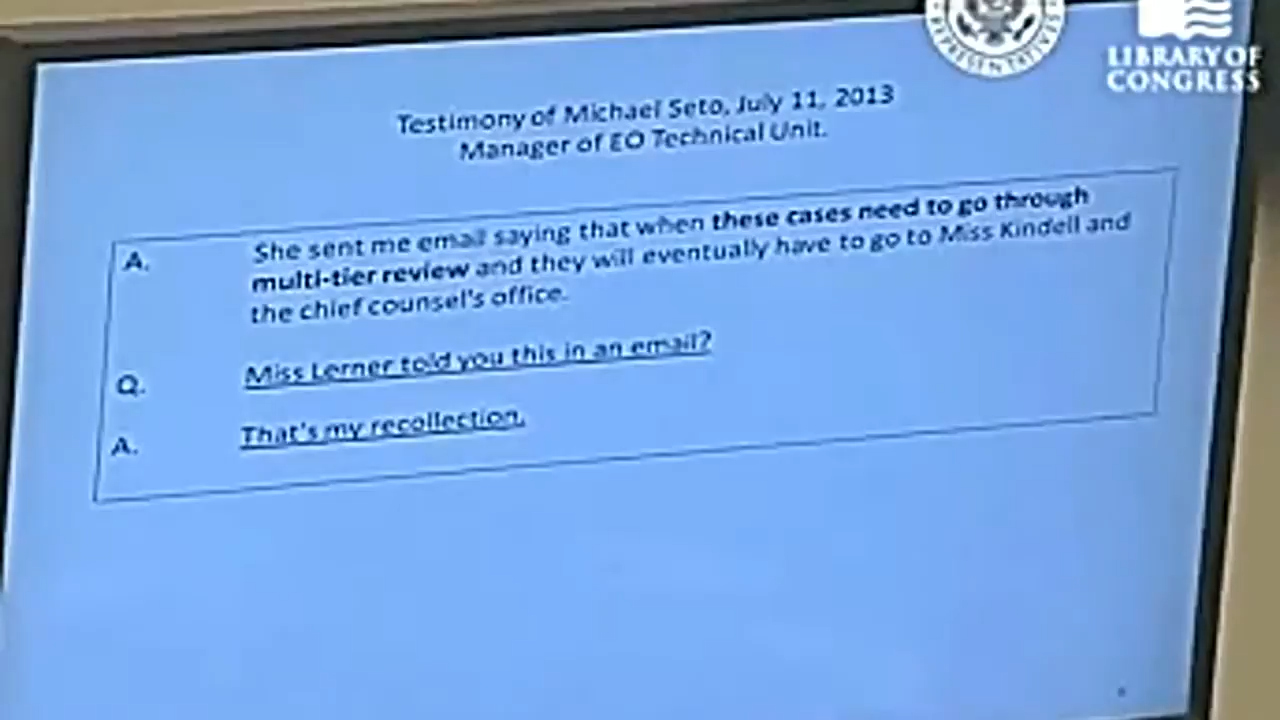 REPRESENTATIVES
LIBRARY OF
CONGRESS
Testimony of Michael Seto, July 11, 2013
Manager of EO Technical Unit.
A. She sent me email saying that when these cases need to go through
multi-tier review and they will eventually have to go to Miss Kindell and
the chief counsel's office.
Q. Miss Lerner told you this in an email?
A. That's my recollection.